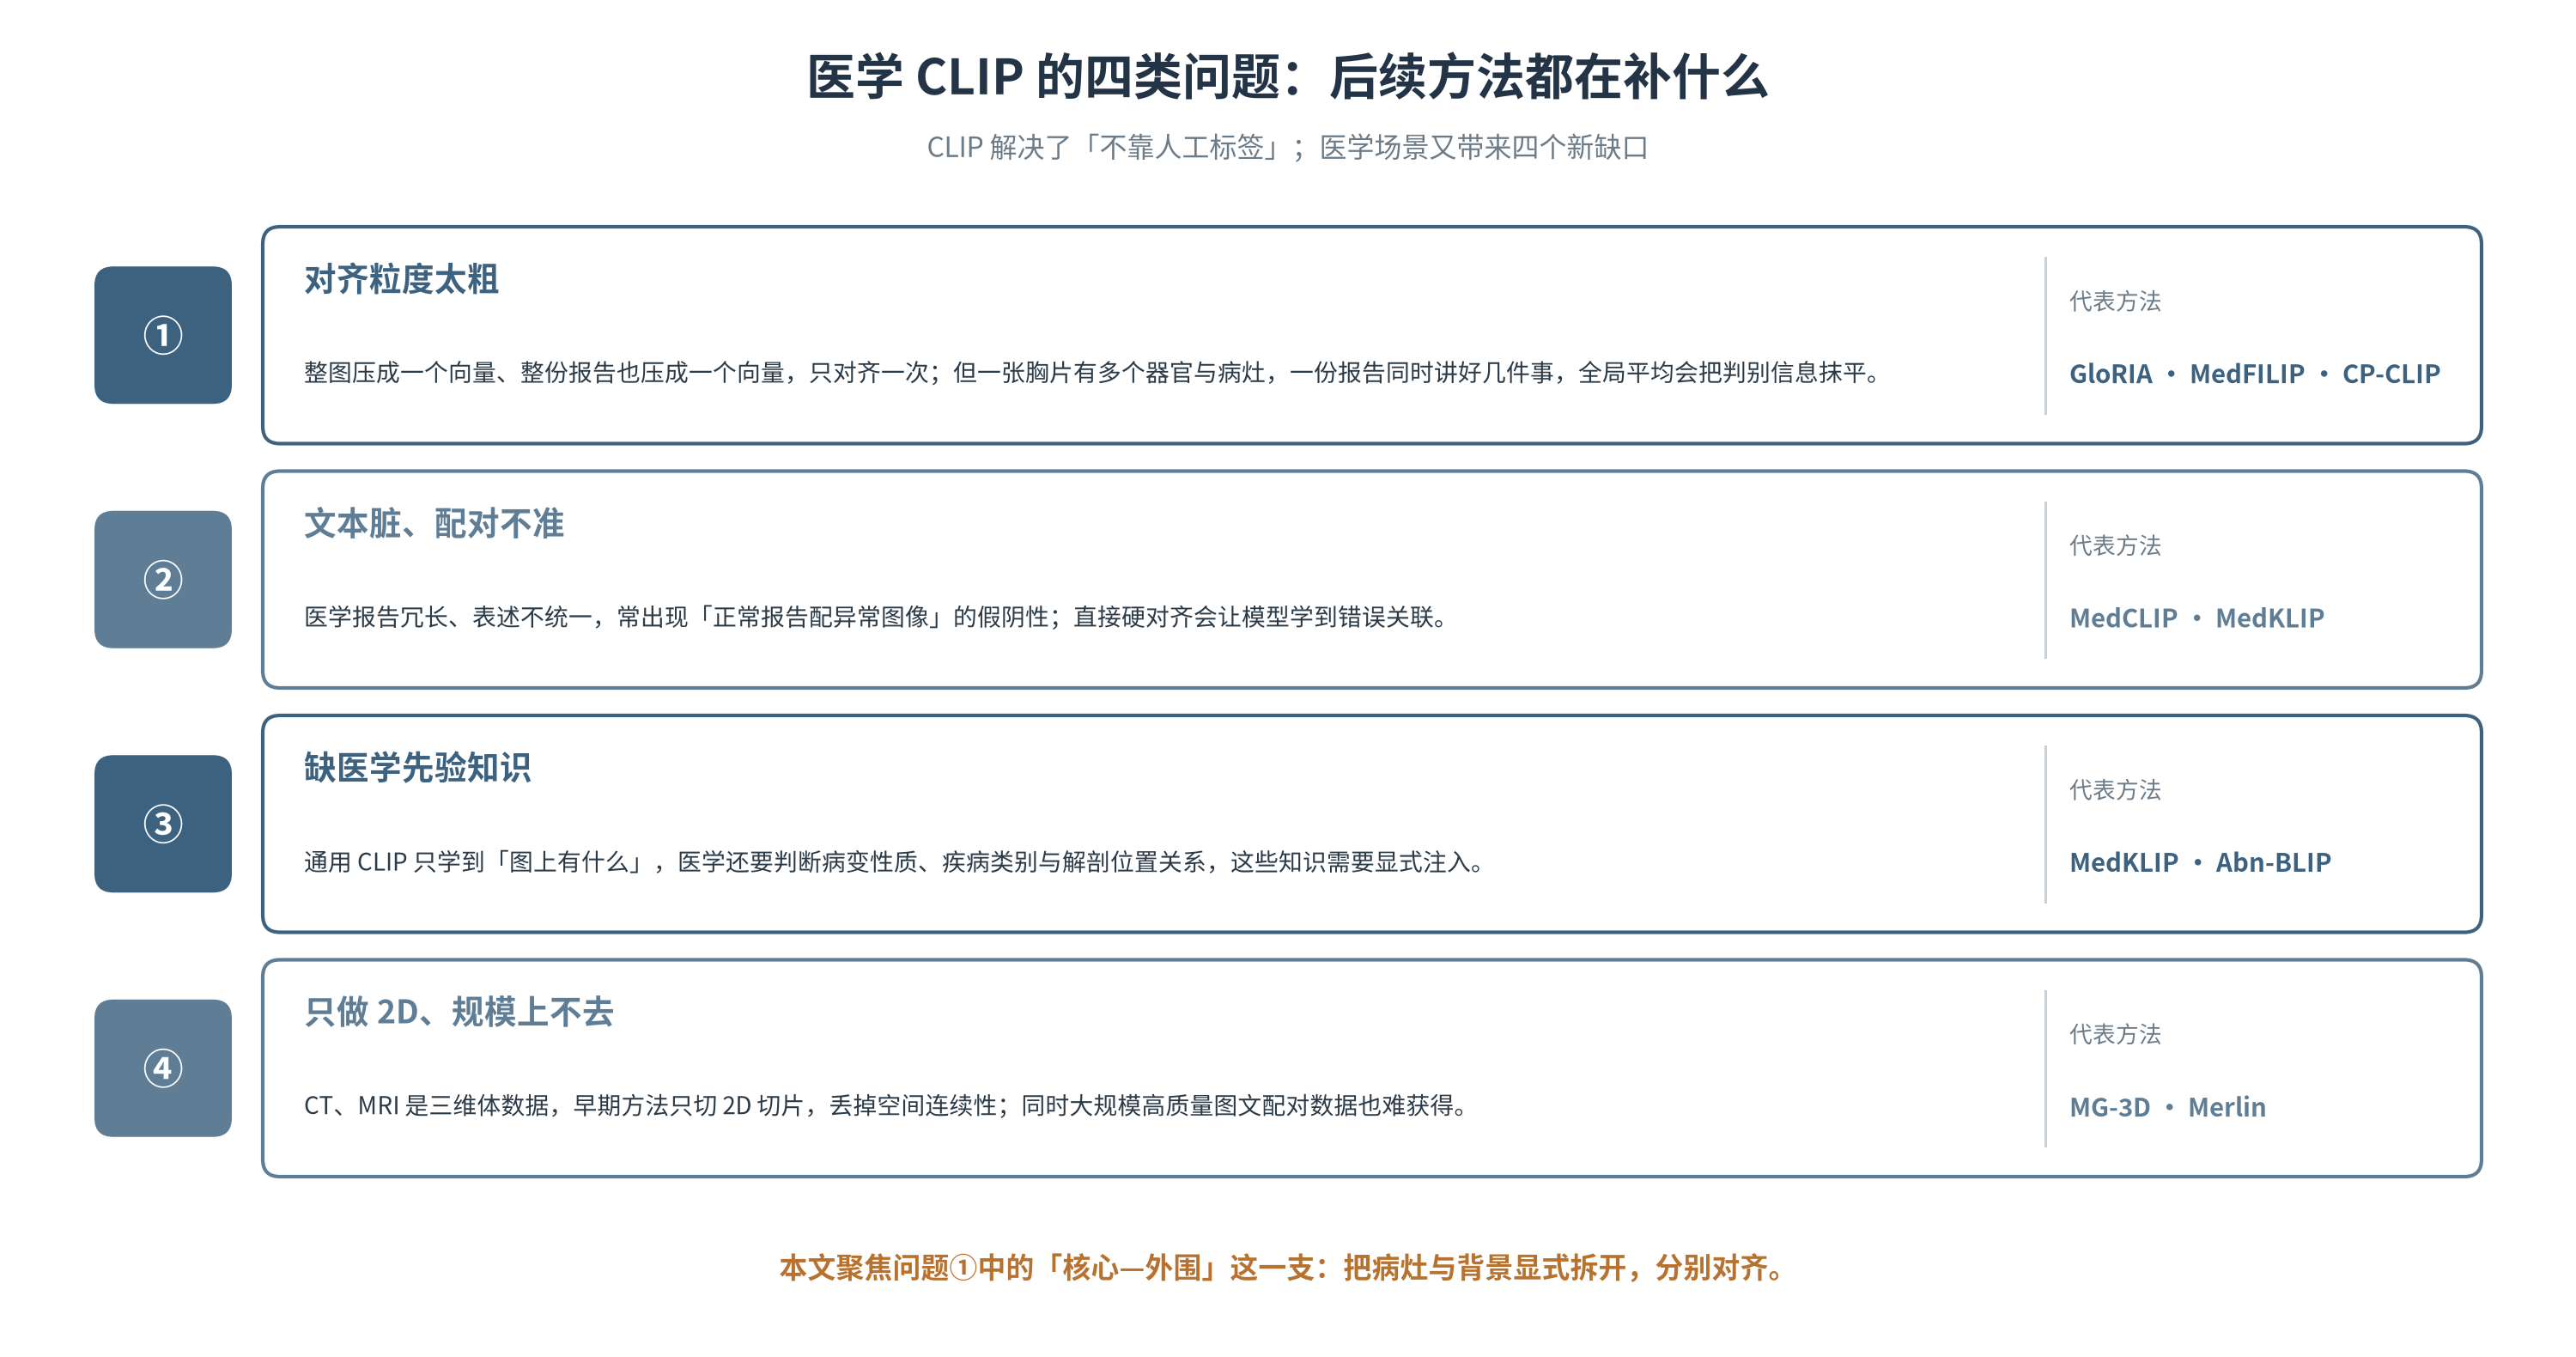 医学 CLIP 的四类问题：后续方法都在补什么
CLIP 解决了「不靠人工标签」；医学场景又带来四个新缺口
①
对齐粒度太粗
整图压成一个向量、整份报告也压成一个向量，只对齐一次；但一张胸片有多个器官与病灶，一份报告同时讲好几件事，全局平均会把判别信息抹平。
代表方法
GloRIA • MedFILIP • CP-CLIP
②
文本脏、配对不准
医学报告冗长、表述不统一，常出现「正常报告配异常图像」的假阴性；直接硬对齐会让模型学到错误关联。
代表方法
MedCLIP • MedKLIP
③
缺医学先验知识
通用 CLIP 只学到「图上有什么」，医学还要判断病变性质、疾病类别与解剖位置关系，这些知识需要显式注入。
代表方法
MedKLIP • Abn-BLIP
④
只做 2D、规模上不去
CT、MRI 是三维体数据，早期方法只切 2D 切片，丢掉空间连续性；同时大规模高质量图文配对数据也难获得。
代表方法
MG-3D • Merlin
本文聚焦问题①中的「核心—外围」这一支：把病灶与背景显式拆开，分别对齐。